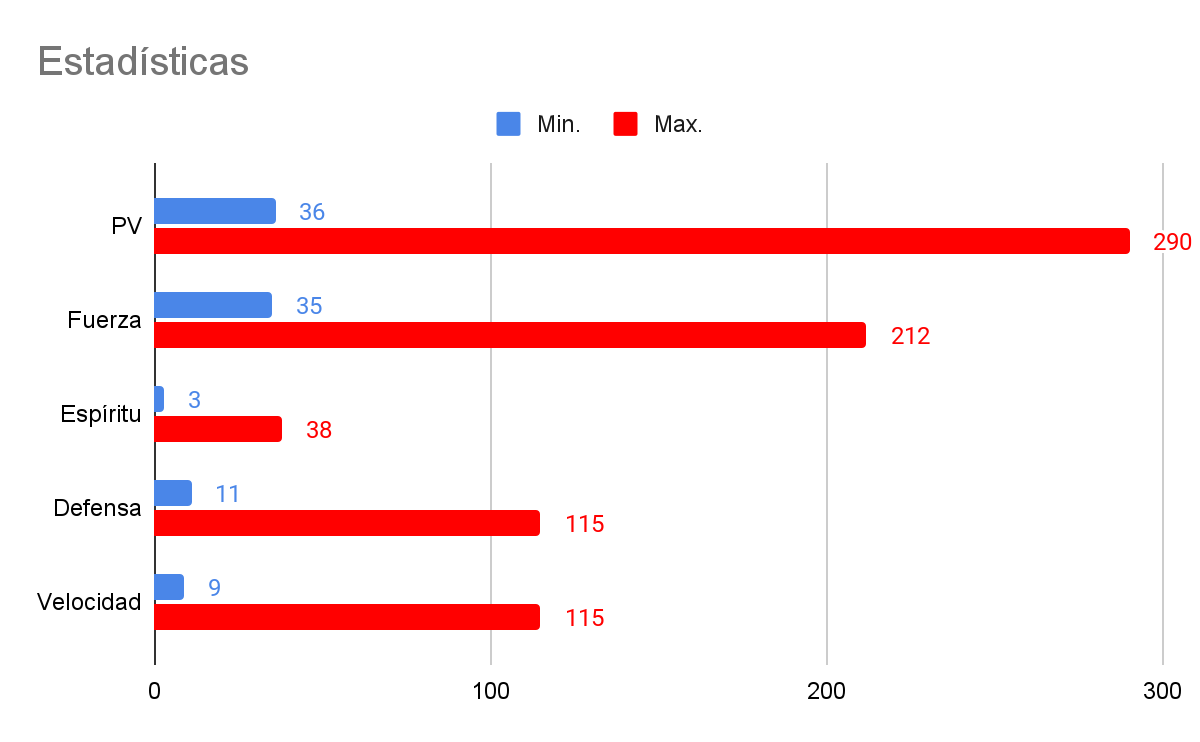 Estadísticas
Min. Max.
PV 36
290
Fuerza 35
212
Espíritu 3
38
Defensa 11
115
Velocidad 9
115
0 100 200 300